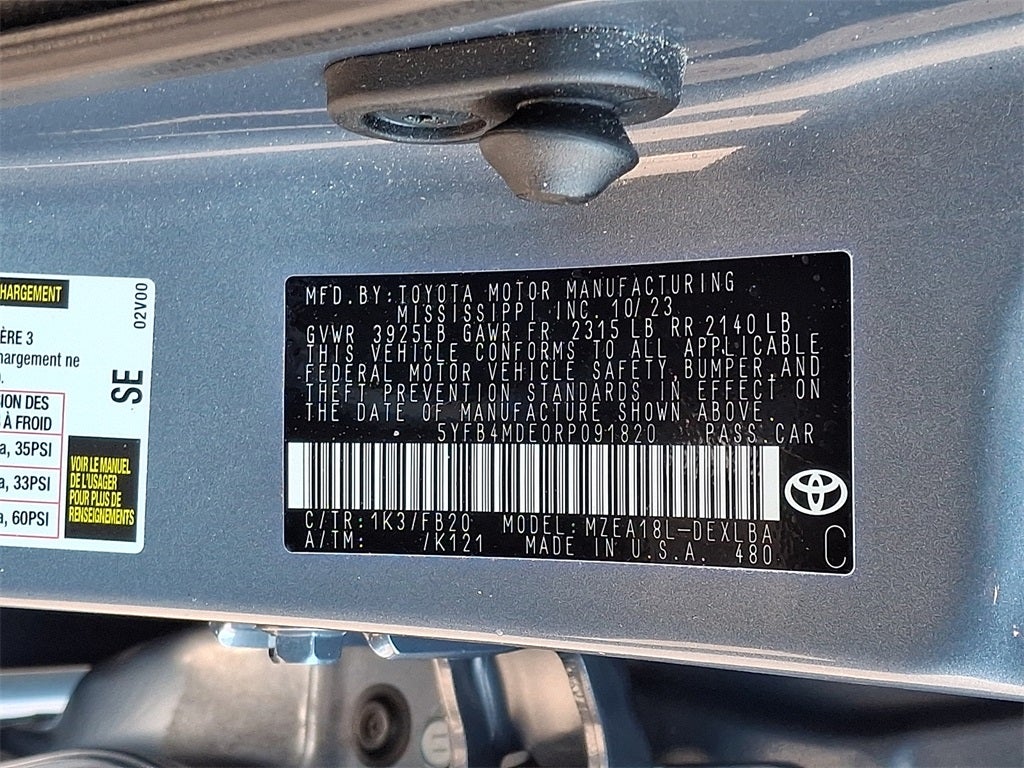 HARGEMENT
02V00
ÈRE 3
hargement ne
SE
ION DES
À FROID
a, 35PSI
a, 33PSI
a, 60PSI
VOIR LE MANUEL
DE L'USAGER
POUR PLUS DE
RENSEIGNEMENTS
MFD. BY: TOYOTA MOTOR MANUFACTURING
MISSISSIPPI INC. 10/23
GVWR 3925LB GAWR FR 2315 LB RR 2140 LB
THIS VEHICLE CONFORMS TO ALL APPLICABLE
FEDERAL MOTOR VEHICLE SAFETY, BUMPER, AND
THEFT PREVENTION STANDARDS IN EFFECT ON
THE DATE OF MANUFACTURE SHOWN ABOVE.
5YFB4MDE0RP091820 PASS.CAR
C/TR: 1K3/FB20 MODEL: MZEA18L-DEXLBA
A/TM: /K121 MADE IN U.S.A. 480 C